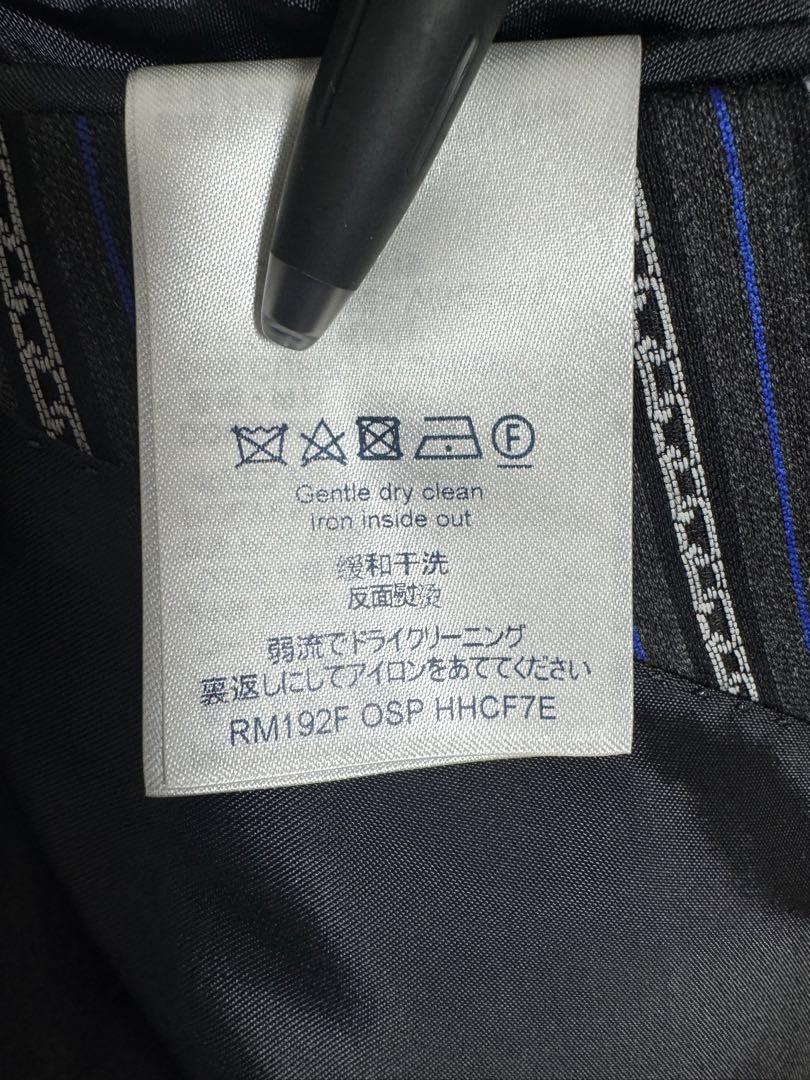 F
Gentle dry clean
iron inside out
缓和干洗
反面熨烫
弱流でドライクリーニング
裏返しにしてアイロンをあててください
RM192F OSP HHCF7E